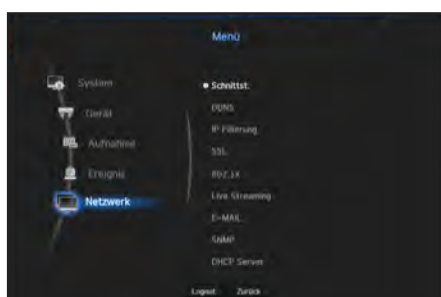 Menü
System
Gerät
Aufnahme
Ereignis
Netzwerk
Schnittst.
DDNS
IP Filterung
SSL
802.1x
Live Streaming
E-MAIL
SNMP
DHCP Server
Logout
Zurück